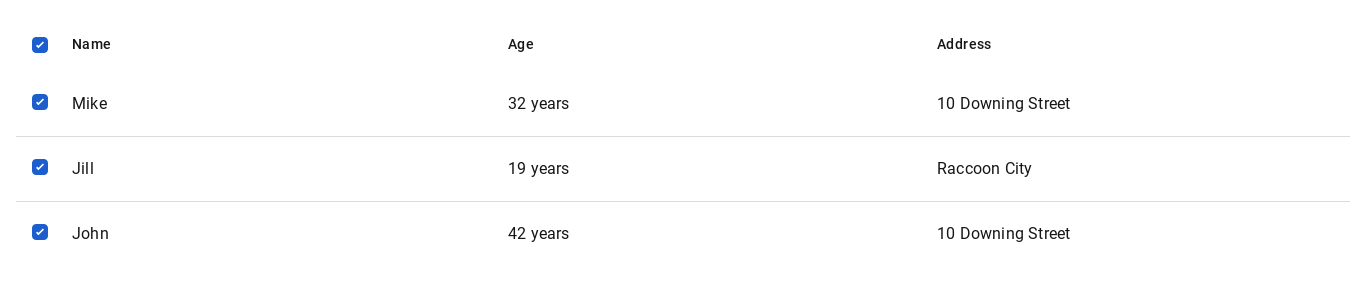 Name Age Address
Mike 32 years 10 Downing Street
Jill 19 years Raccoon City
John 42 years 10 Downing Street